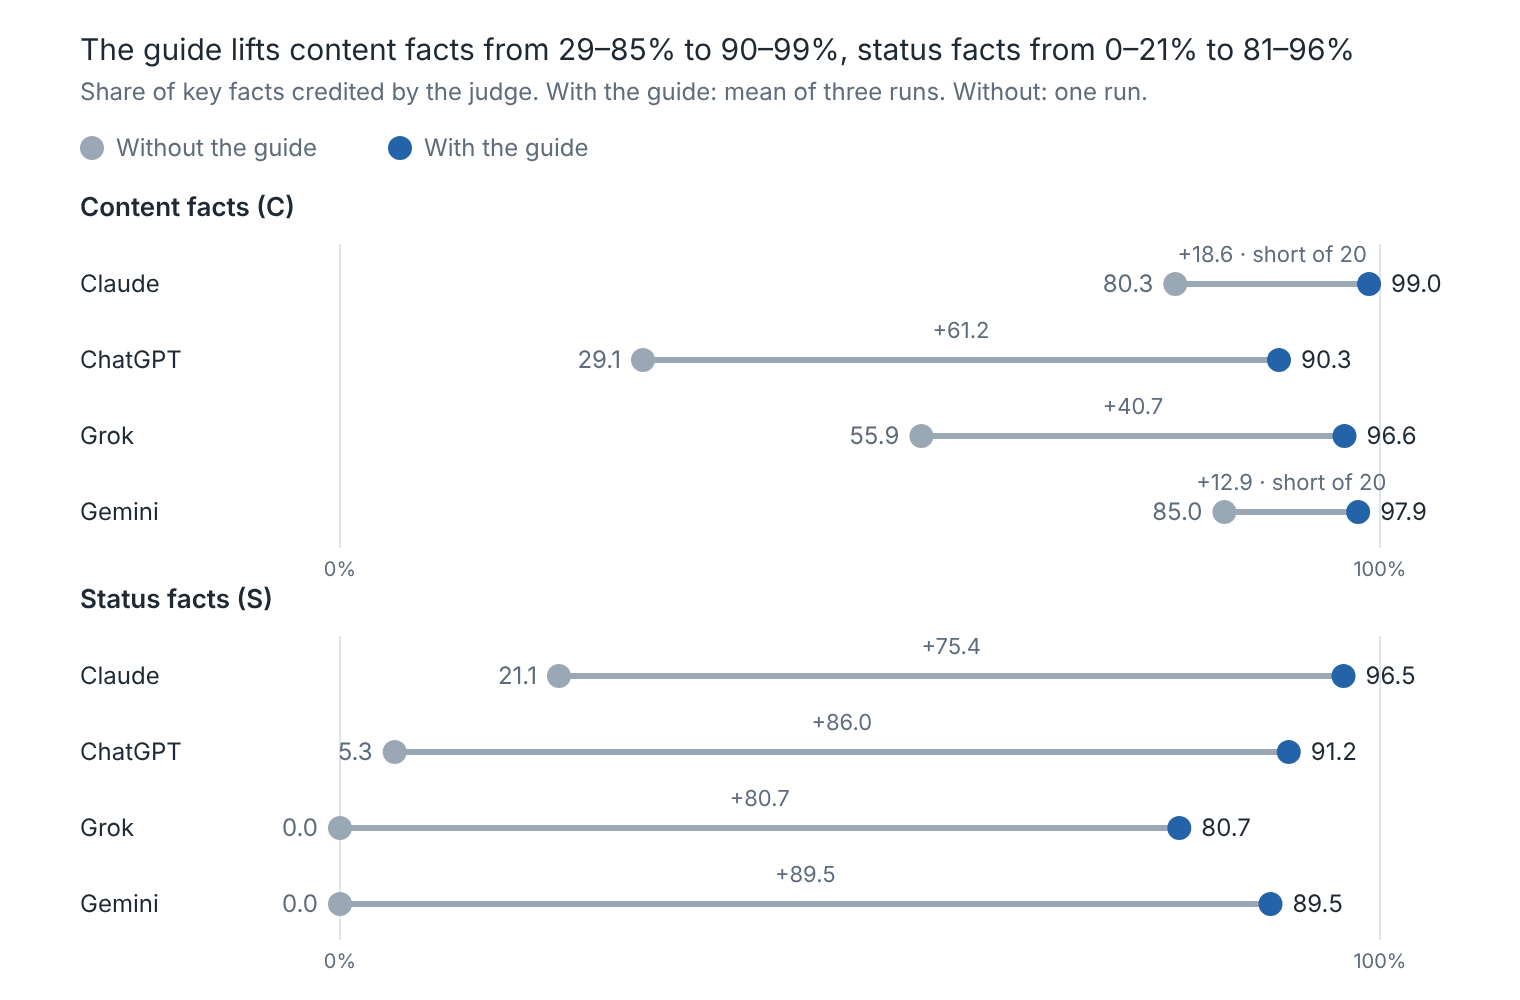 The guide lifts content facts from 29–85% to 90–99%, status facts from 0–21% to 81–96%
Share of key facts credited by the judge. With the guide: mean of three runs. Without: one run.
Without the guide With the guide
Content facts (C)
+18.6 · short of 20
Claude 80.3 99.0
+61.2
ChatGPT 29.1 90.3
+40.7
Grok 55.9 96.6
+12.9 · short of 20
Gemini 85.0 97.9
0% 100%
Status facts (S)
+75.4
Claude 21.1 96.5
+86.0
ChatGPT 5.3 91.2
+80.7
Grok 0.0 80.7
+89.5
Gemini 0.0 89.5
0% 100%